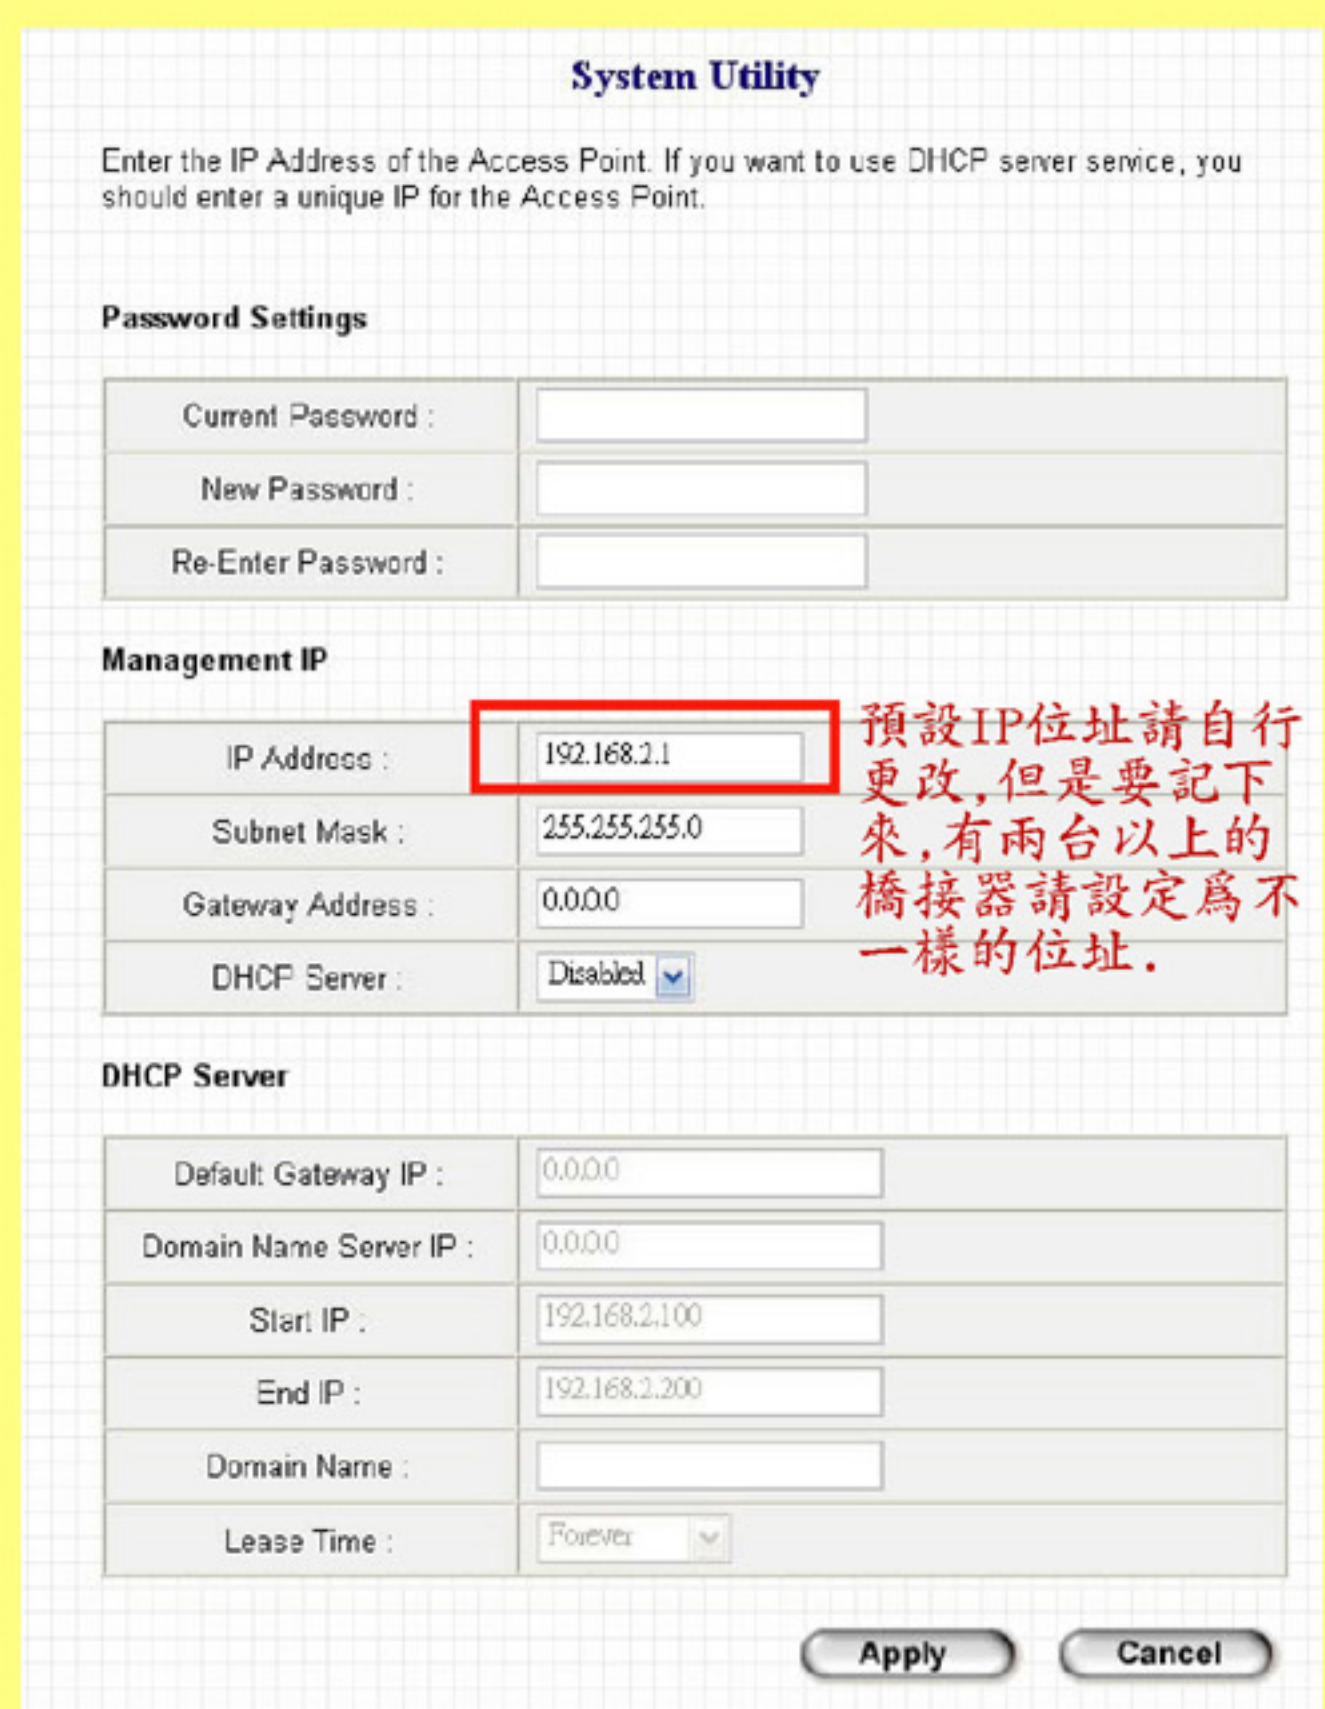 System Utility
Enter the IP Address of the Access Point. If you want to use DHCP server service, you
should enter a unique IP for the Access Point.
Password Settings
Current Password :
New Password :
Re-Enter Password :
Management IP
IP Address : 192.168.2.1
Subnet Mask : 255.255.255.0
Gateway Address : 0.0.0.0
DHCP Server : Disabled
預設IP位址請自行
更改,但是要記下
來,有兩台以上的
橋接器請設定爲不
一樣的位址.
DHCP Server
Default Gateway IP : 0.0.0.0
Domain Name Server IP : 0.0.0.0
Start IP : 192.168.2.100
End IP : 192.168.2.200
Domain Name :
Lease Time : Forever
Apply Cancel